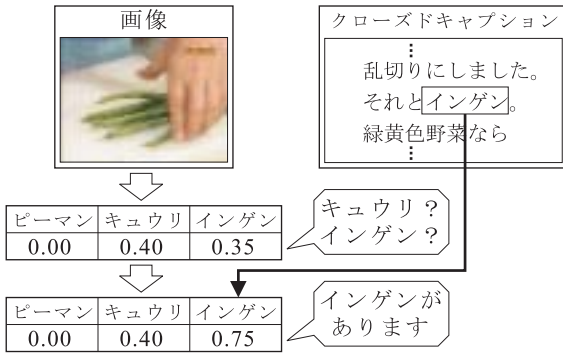 画像
クローズドキャプション
⋮
乱切りにしました。
それとインゲン。
緑黄色野菜なら
⋮
ピーマン キュウリ インゲン
0.00 0.40 0.35
キュウリ？
インゲン？
ピーマン キュウリ インゲン
0.00 0.40 0.75
インゲンが
あります